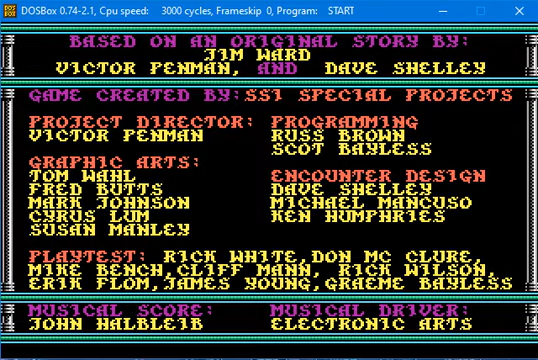 DOSBox 0.74-2.1, Cpu speed: 3000 cycles, Frameskip 0, Program: START
BASED ON AN ORIGINAL STORY BY:
JIM WARD
VICTOR PENMAN, AND DAVE SHELLEY
GAME CREATED BY:SSI SPECIAL PROJECTS
PROJECT DIRECTOR: PROGRAMMING
VICTOR PENMAN RUSS BROWN
SCOT BAYLESS
GRAPHIC ARTS:
TOM WAHL ENCOUNTER DESIGN
FRED BUTTS DAVE SHELLEY
MARK JOHNSON MICHAEL MANCUSO
CYRUS LUM KEN HUMPHRIES
SUSAN MANLEY
PLAYTEST: RICK WHITE,DON MC CLURE,
MIKE BENCH,CLIFF MANN, RICK WILSON,
ERIK FLOM,JAMES YOUNG,GRAEME BAYLESS
MUSICAL SCORE: MUSICAL DRIVER:
JOHN HALBLEIB ELECTRONIC ARTS